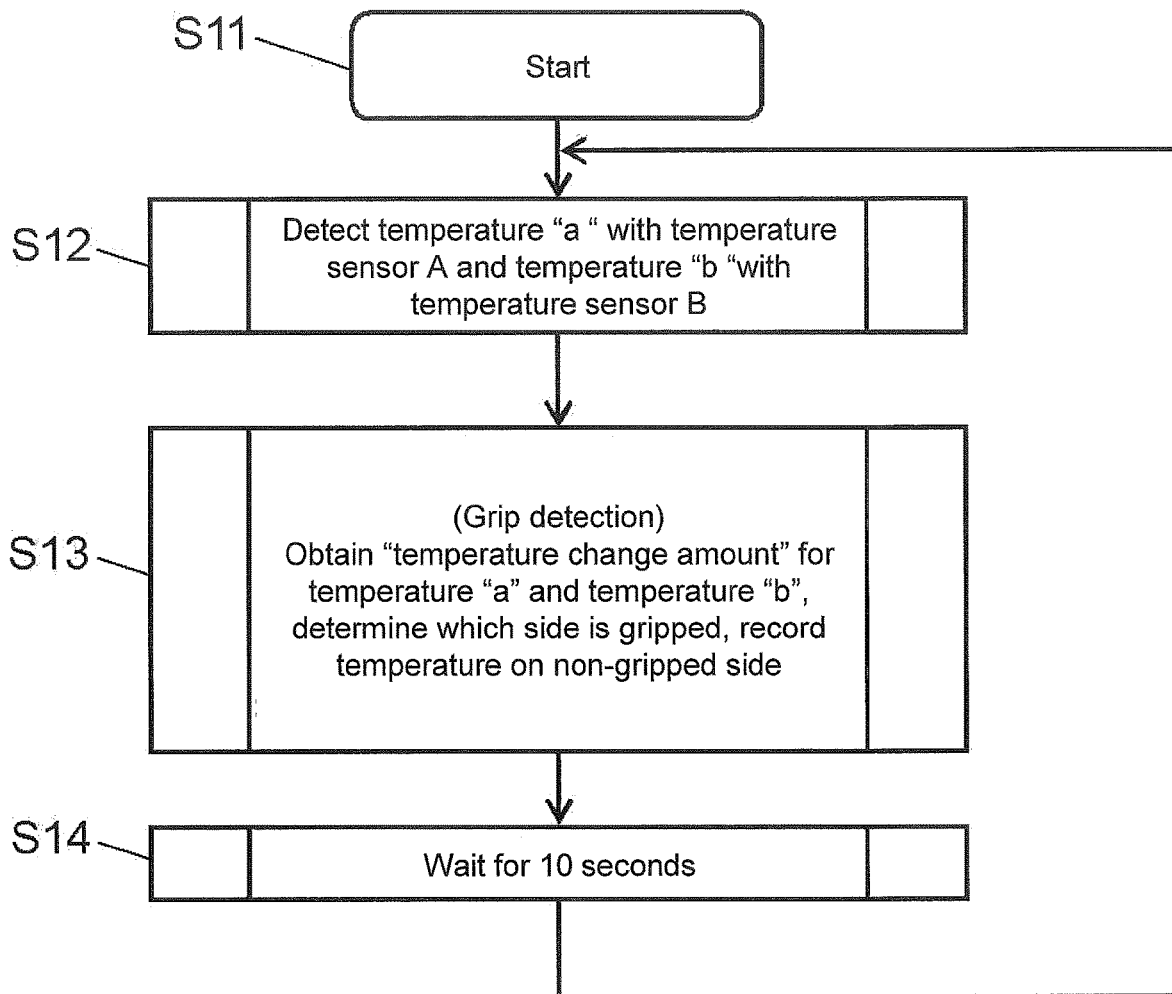 S11
Start
S12
Detect temperature “a “ with temperature
sensor A and temperature “b “with
temperature sensor B
S13
(Grip detection)
Obtain “temperature change amount” for
temperature “a” and temperature “b”,
determine which side is gripped, record
temperature on non-gripped side
S14
Wait for 10 seconds